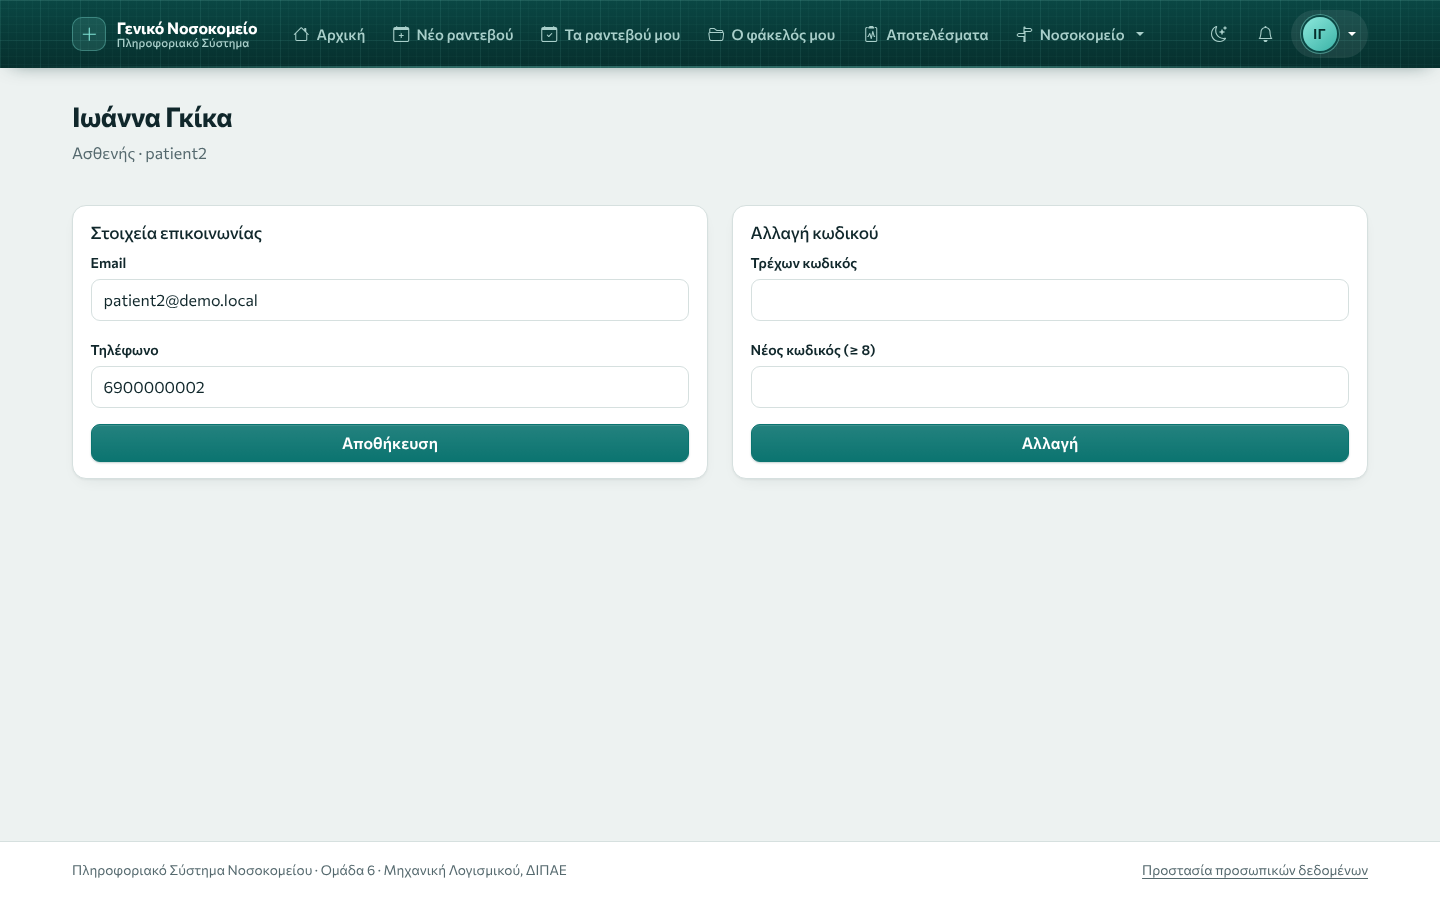 Γενικό Νοσοκομείο
Πληροφοριακό Σύστημα
Αρχική
Νέο ραντεβού
Τα ραντεβού μου
Ο φάκελός μου
Αποτελέσματα
Νοσοκομείο
ΙΓ
Ιωάννα Γκίκα
Ασθενής · patient2
Στοιχεία επικοινωνίας
Email
patient2@demo.local
Τηλέφωνο
6900000002
Αποθήκευση
Αλλαγή κωδικού
Τρέχων κωδικός
Νέος κωδικός (≥ 8)
Αλλαγή
Πληροφοριακό Σύστημα Νοσοκομείου · Ομάδα 6 · Μηχανική Λογισμικού, ΔΙΠΑΕ
Προστασία προσωπικών δεδομένων